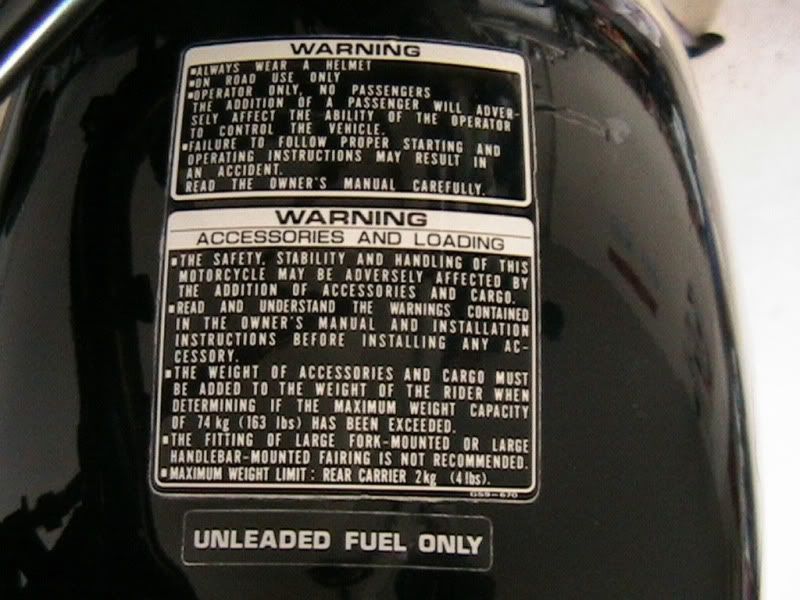 WARNING
▪ALWAYS WEAR A HELMET
▪ON ROAD USE ONLY
▪OPERATOR ONLY, NO PASSENGERS
THE ADDITION OF A PASSENGER WILL ADVER-
SELY AFFECT THE ABILITY OF THE OPERATOR
TO CONTROL THE VEHICLE.
▪FAILURE TO FOLLOW PROPER STARTING AND
OPERATING INSTRUCTIONS MAY RESULT IN
AN ACCIDENT.
READ THE OWNER'S MANUAL CAREFULLY.
WARNING
ACCESSORIES AND LOADING
▪THE SAFETY, STABILITY AND HANDLING OF THIS
MOTORCYCLE MAY BE ADVERSELY AFFECTED BY
THE ADDITION OF ACCESSORIES AND CARGO.
▪READ AND UNDERSTAND THE WARNINGS CONTAINED
IN THE OWNER'S MANUAL AND INSTALLATION
INSTRUCTIONS BEFORE INSTALLING ANY AC-
CESSORY.
▪THE WEIGHT OF ACCESSORIES AND CARGO MUST
BE ADDED TO THE WEIGHT OF THE RIDER WHEN
DETERMINING IF THE MAXIMUM WEIGHT CAPACITY
OF 74 kg (163 lbs) HAS BEEN EXCEEDED.
▪THE FITTING OF LARGE FORK-MOUNTED OR LARGE
HANDLEBAR-MOUNTED FAIRING IS NOT RECOMMENDED.
▪MAXIMUM WEIGHT LIMIT: REAR CARRIER 2kg (4 lbs).
GS9-670
UNLEADED FUEL ONLY